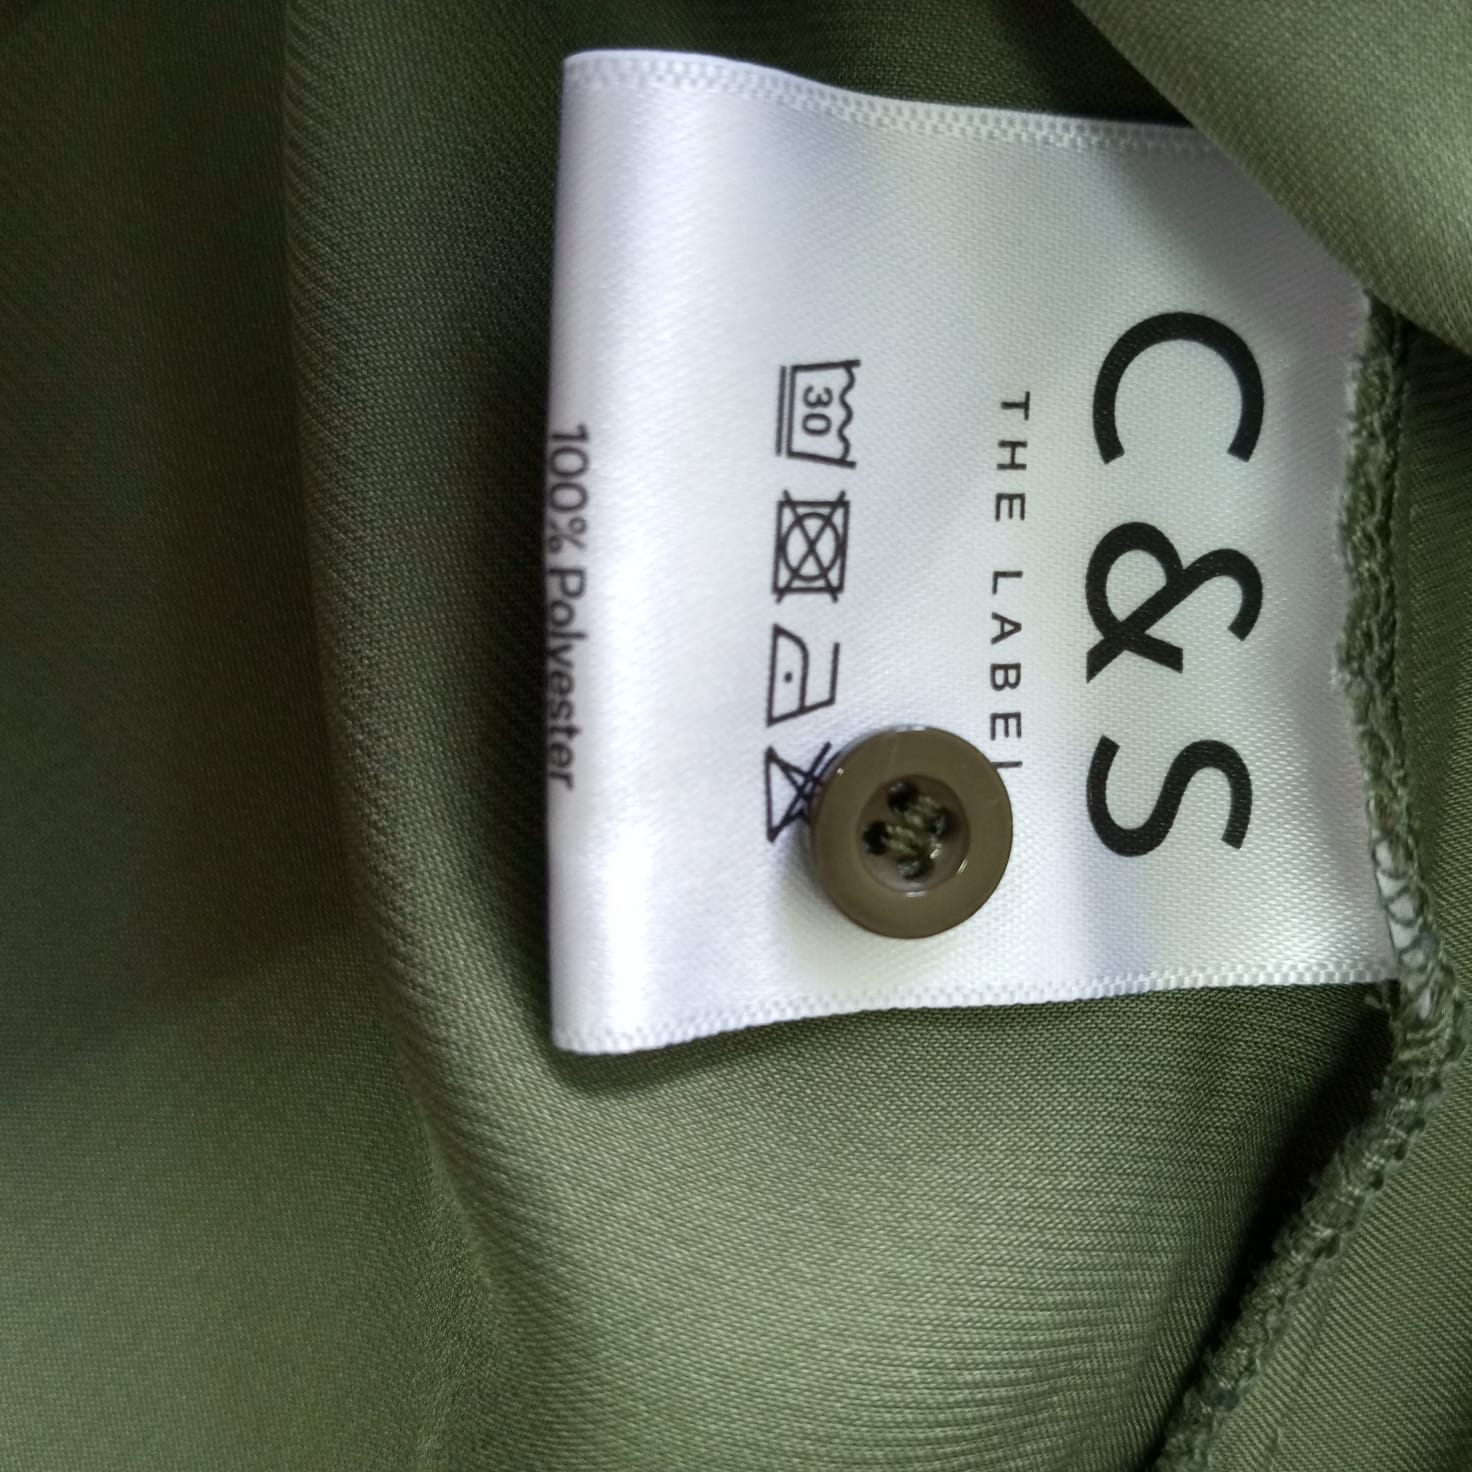 C&S
THE LABEL
30
100% Polyester